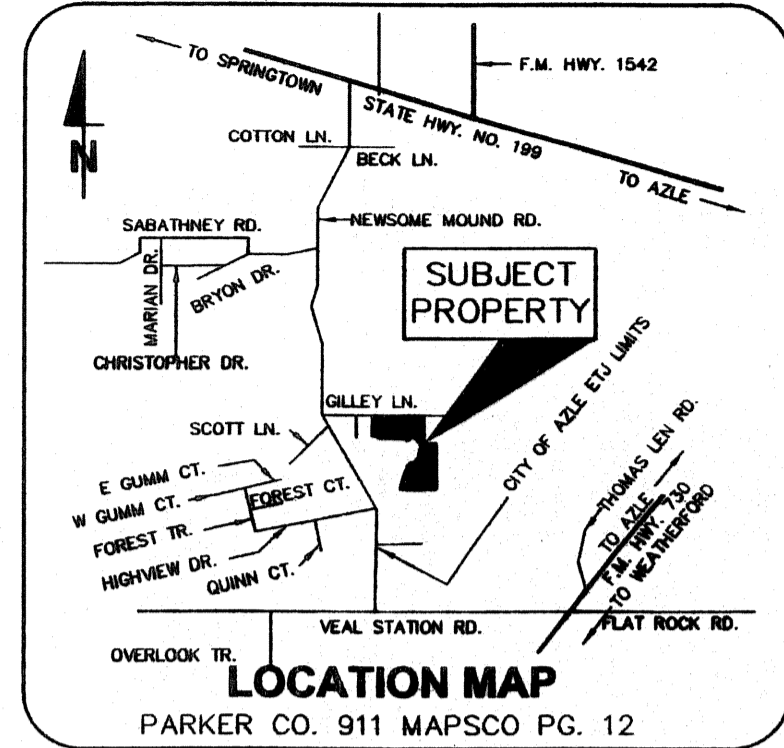 TO SPRINGTOWN
F.M. HWY. 1542
STATE HWY. NO. 199
COTTON LN.
BECK LN.
N
TO AZLE
NEWSOME MOUND RD.
SABATHNEY RD.
MARIAN DR.
BRYON DR.
SUBJECT
PROPERTY
CHRISTOPHER DR.
CITY OF AZLE ETJ LIMITS
GILLEY LN.
SCOTT LN.
THOMAS LEN RD.
E GUMM CT.
W GUMM CT.
FOREST CT.
FOREST TR.
HIGHVIEW DR.
QUINN CT.
TO AZLE
F.M. HWY. 730
TO WEATHERFORD
VEAL STATION RD.
FLAT ROCK RD.
OVERLOOK TR.
LOCATION MAP
PARKER CO. 911 MAPSCO PG. 12